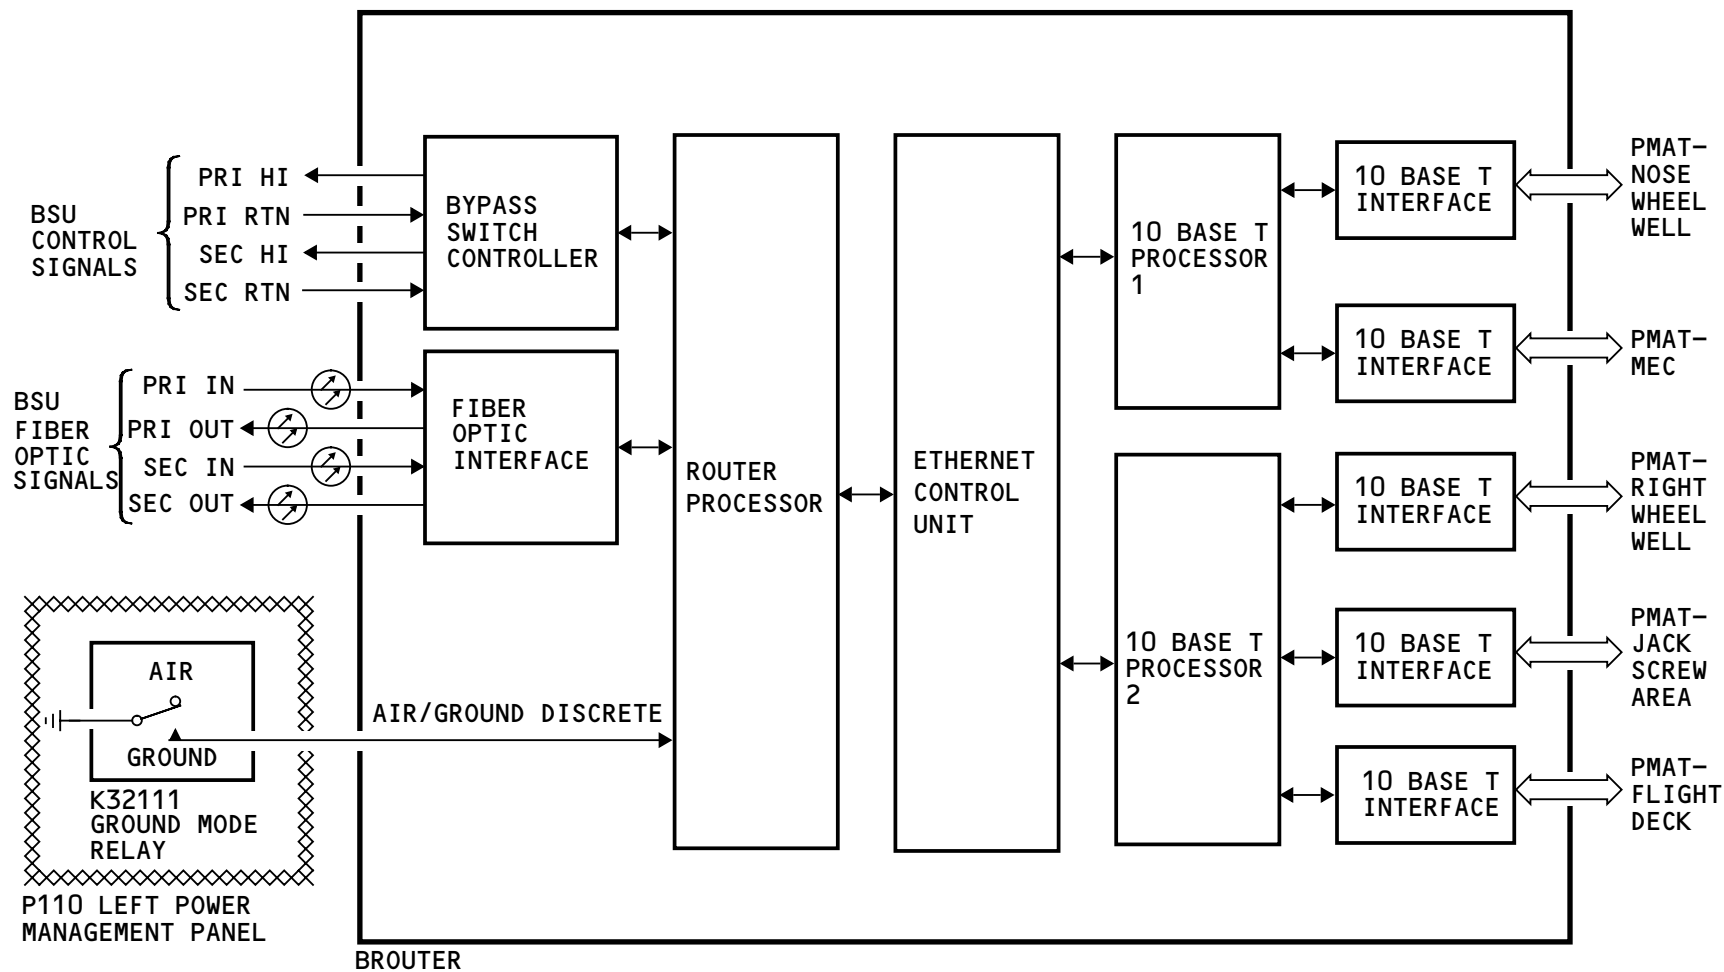 BSU
CONTROL
SIGNALS
PRI HI
PRI RTN
SEC HI
SEC RTN
BYPASS
SWITCH
CONTROLLER
BSU
FIBER
OPTIC
SIGNALS
PRI IN
PRI OUT
SEC IN
SEC OUT
FIBER
OPTIC
INTERFACE
AIR
GROUND
K32111
GROUND MODE
RELAY
P110 LEFT POWER
MANAGEMENT PANEL
AIR/GROUND DISCRETE
ROUTER
PROCESSOR
ETHERNET
CONTROL
UNIT
10 BASE T
PROCESSOR
1
10 BASE T
PROCESSOR
2
10 BASE T
INTERFACE
PMAT–
NOSE
WHEEL
WELL
10 BASE T
INTERFACE
PMAT–
MEC
10 BASE T
INTERFACE
PMAT–
RIGHT
WHEEL
WELL
10 BASE T
INTERFACE
PMAT–
JACK
SCREW
AREA
10 BASE T
INTERFACE
PMAT–
FLIGHT
DECK
BROUTER